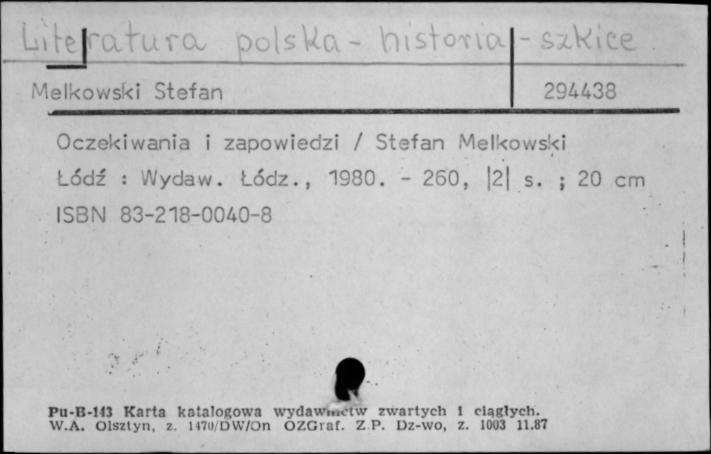 Literatura polska - historia - szkice
Melkowski Stefan 294438
Oczekiwania i zapowiedzi / Stefan Melkowski
Łódź : Wydaw. Łódz., 1980. - 260, |2| s. ; 20 cm
ISBN 83-218-0040-8
Pu-B-143 Karta katalogowa wydawnictw zwartych i ciągłych.
W.A. Olsztyn, z. 1470/DW/On OZGraf. Z.P. Dz-wo, z. 1003 11.87